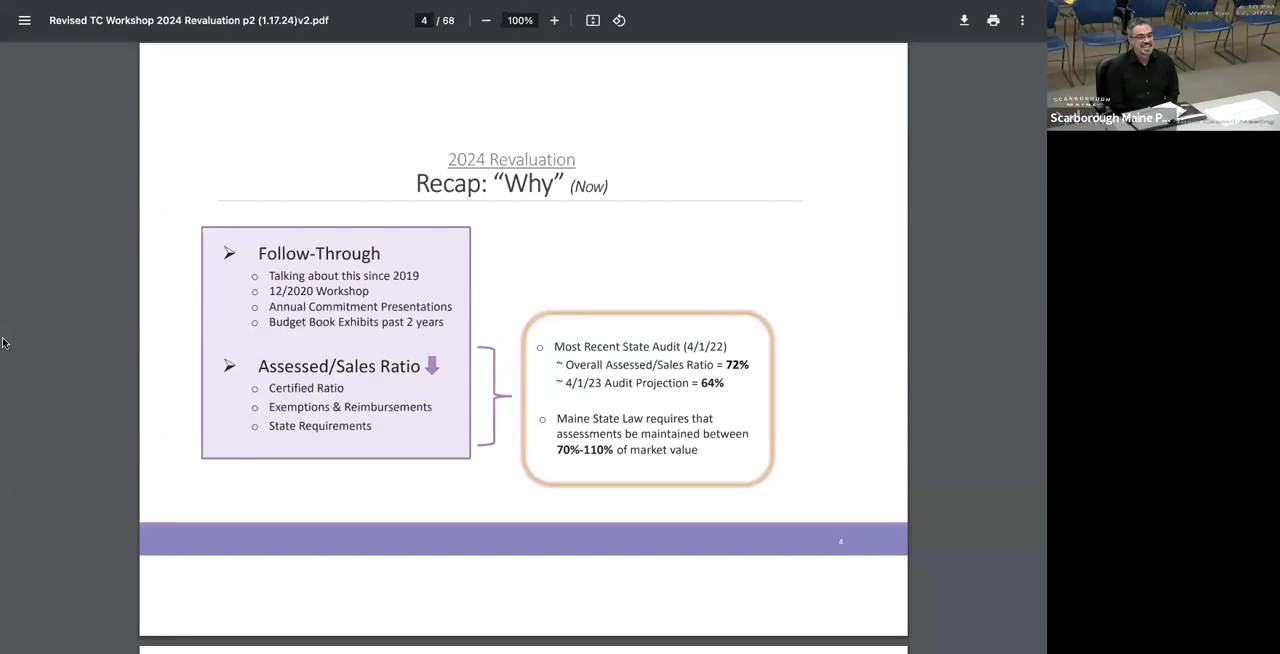 Revised TC Workshop 2024 Revaluation p2 (1.17.24)v2.pdf
4 / 68
100%
2024 Revaluation
Recap: “Why” (Now)
Follow-Through
Talking about this since 2019
12/2020 Workshop
Annual Commitment Presentations
Budget Book Exhibits past 2 years
Assessed/Sales Ratio
Certified Ratio
Exemptions & Reimbursements
State Requirements
Most Recent State Audit (4/1/22)
~ Overall Assessed/Sales Ratio = 72%
~ 4/1/23 Audit Projection = 64%
Maine State Law requires that
assessments be maintained between
70%-110% of market value
4
SCARBOROUGH
MAINE
Scarborough Maine P...
Council Meeting